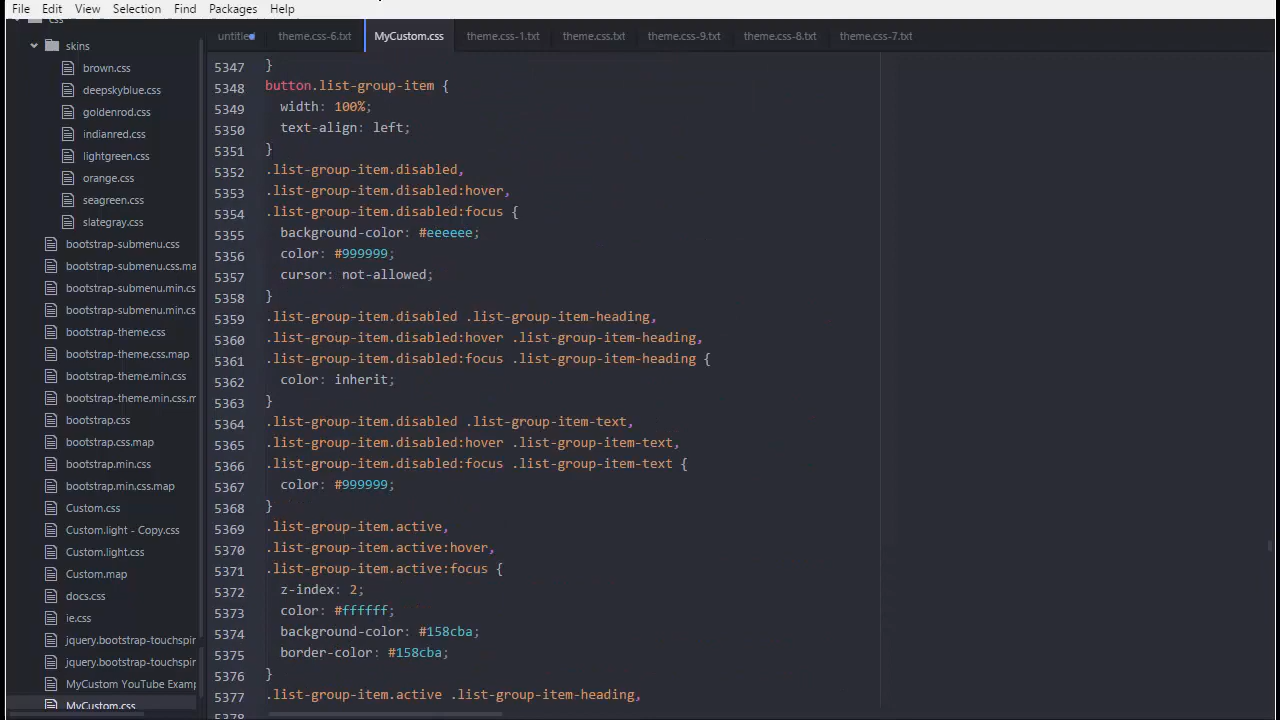 File Edit View Selection Find Packages Help
css
skins
brown.css
deepskyblue.css
goldenrod.css
indianred.css
lightgreen.css
orange.css
seagreen.css
slategray.css
bootstrap-submenu.css
bootstrap-submenu.css.ma
bootstrap-submenu.min.cs
bootstrap-submenu.min.cs
bootstrap-theme.css
bootstrap-theme.css.map
bootstrap-theme.min.css
bootstrap-theme.min.css.m
bootstrap.css
bootstrap.css.map
bootstrap.min.css
bootstrap.min.css.map
Custom.css
Custom.light - Copy.css
Custom.light.css
Custom.map
docs.css
ie.css
jquery.bootstrap-touchspir
jquery.bootstrap-touchspir
MyCustom YouTube Examp
MyCustom.css
untitled theme.css-6.txt MyCustom.css theme.css-1.txt theme.css.txt theme.css-9.txt theme.css-8.txt theme.css-7.txt
5347 }
5348 button.list-group-item {
5349 width: 100%;
5350 text-align: left;
5351 }
5352 .list-group-item.disabled,
5353 .list-group-item.disabled:hover,
5354 .list-group-item.disabled:focus {
5355 background-color: #eeeeee;
5356 color: #999999;
5357 cursor: not-allowed;
5358 }
5359 .list-group-item.disabled .list-group-item-heading,
5360 .list-group-item.disabled:hover .list-group-item-heading,
5361 .list-group-item.disabled:focus .list-group-item-heading {
5362 color: inherit;
5363 }
5364 .list-group-item.disabled .list-group-item-text,
5365 .list-group-item.disabled:hover .list-group-item-text,
5366 .list-group-item.disabled:focus .list-group-item-text {
5367 color: #999999;
5368 }
5369 .list-group-item.active,
5370 .list-group-item.active:hover,
5371 .list-group-item.active:focus {
5372 z-index: 2;
5373 color: #ffffff;
5374 background-color: #158cba;
5375 border-color: #158cba;
5376 }
5377 .list-group-item.active .list-group-item-heading,
5378